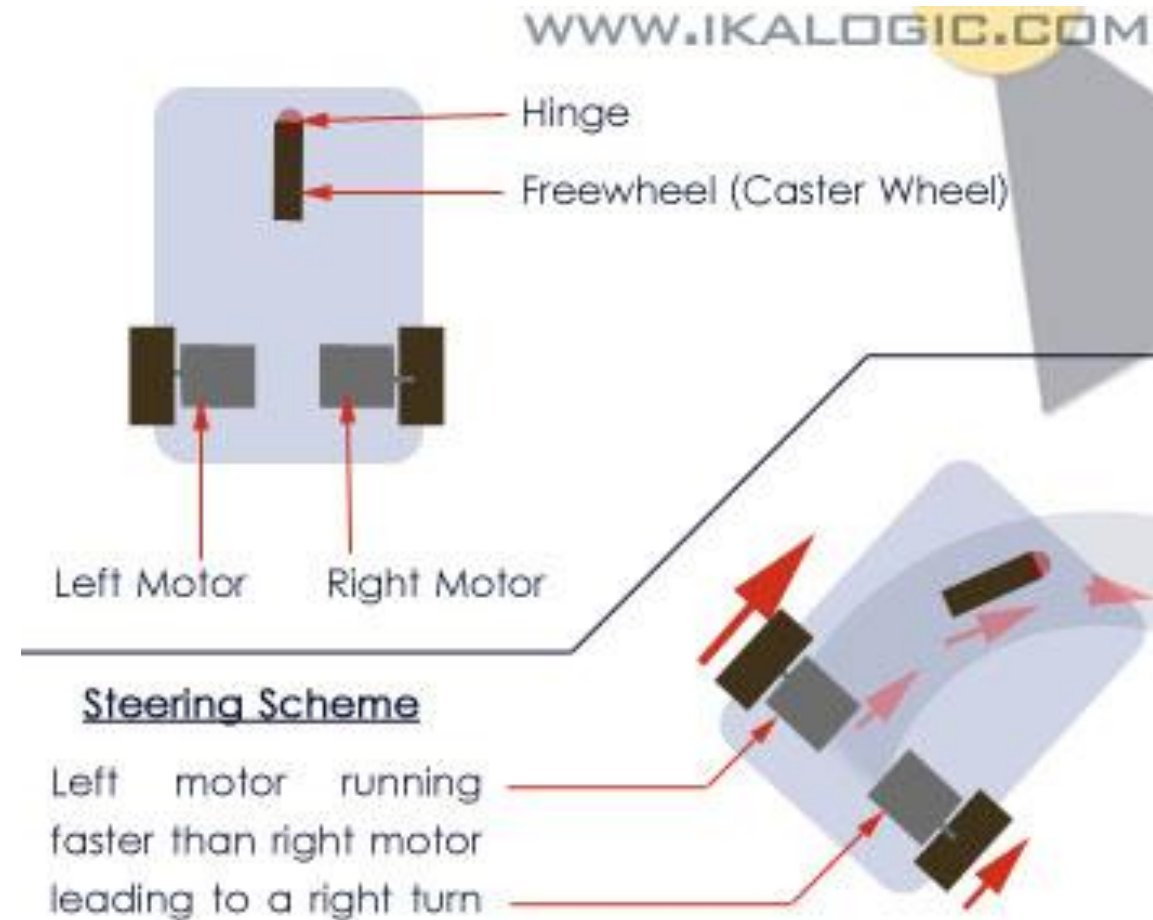 WWW.IKALOGIC.COM
Hinge
Freewheel (Caster Wheel)
Left Motor
Right Motor
Steering Scheme
Left motor running
faster than right motor
leading to a right turn